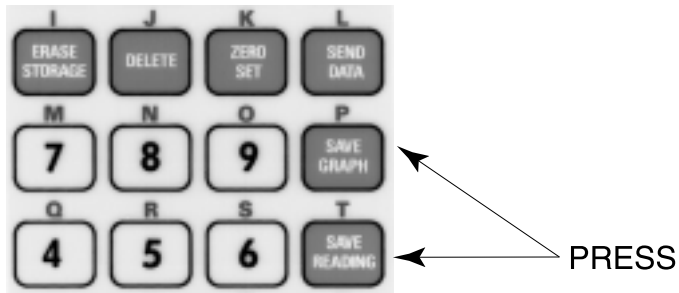 I J K L
ERASE STORAGE DELETE ZERO SET SEND DATA
M N O P
7 8 9 SAVE GRAPH
Q R S T
4 5 6 SAVE READING
PRESS